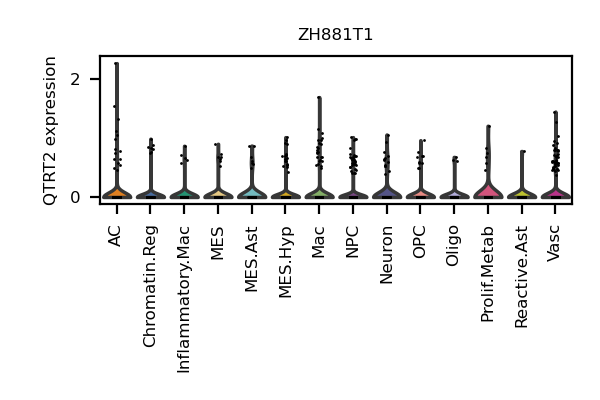 ZH881T1
QTRT2 expression
2
0
AC
Chromatin.Reg
Inflammatory.Mac
MES
MES.Ast
MES.Hyp
Mac
NPC
Neuron
OPC
Oligo
Prolif.Metab
Reactive.Ast
Vasc